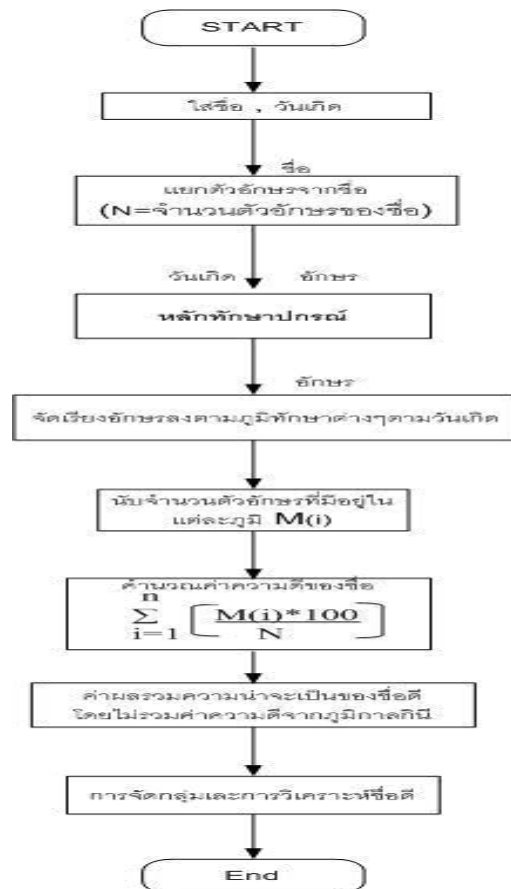 START
ใส่ชื่อ , วันเกิด
ชื่อ
แยกตัวอักษรจากชื่อ
(N=จำนวนตัวอักษรของชื่อ)
วันเกิด อักษร
หลักทักษาปกรณ์
อักษร
จัดเรียงอักษรลงตามภูมิทักษาต่างๆตามวันเกิด
นับจำนวนตัวอักษรที่มีอยู่ใน
แต่ละภูมิ M(i)
คำนวณค่าความดีของชื่อ
n
∑ [M(i)*100 / N]
i=1
ค่าผลรวมความน่าจะเป็นของชื่อดี
โดยไม่รวมค่าความดีจากภูมิกาลกินี
การจัดกลุ่มและการวิเคราะห์ชื่อดี
End